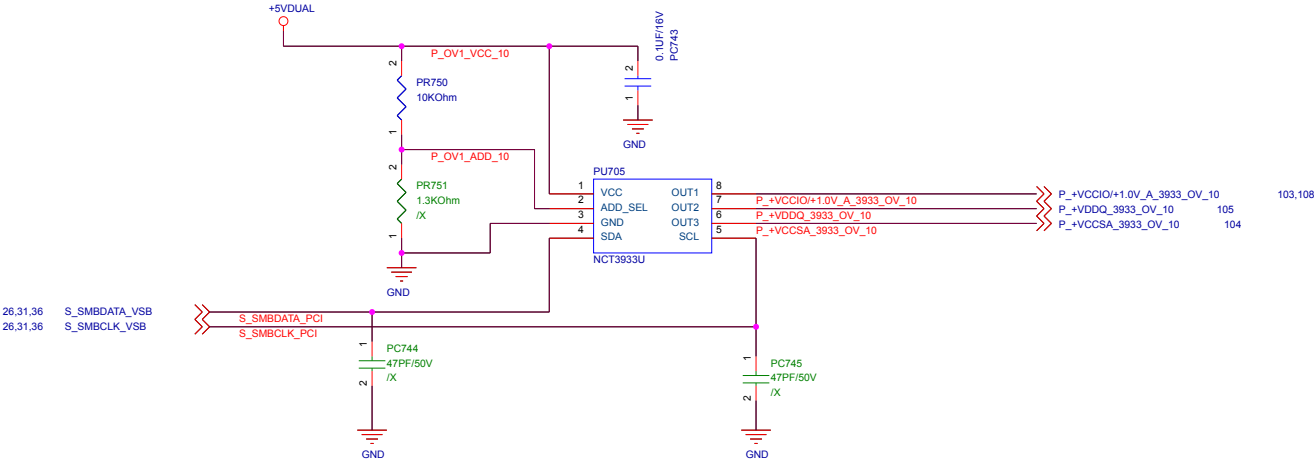 +5VDUAL
0.1UF/16V
PC743
P_OV1_VCC_10
2
2
PR750
10KOhm
1
1
GND
P_OV1_ADD_10
2
PR751
1.3KOhm
/X
1
GND
PU705
1 VCC OUT1 8
2 ADD_SEL OUT2 7
3 GND OUT3 6
4 SDA SCL 5
NCT3933U
P_+VCCIO/+1.0V_A_3933_OV_10
P_+VDDQ_3933_OV_10
P_+VCCSA_3933_OV_10
P_+VCCIO/+1.0V_A_3933_OV_10 103,108
P_+VDDQ_3933_OV_10 105
P_+VCCSA_3933_OV_10 104
26,31,36 S_SMBDATA_VSB
26,31,36 S_SMBCLK_VSB
S_SMBDATA_PCI
S_SMBCLK_PCI
1
PC744
47PF/50V
/X
2
GND
1
PC745
47PF/50V
/X
2
GND